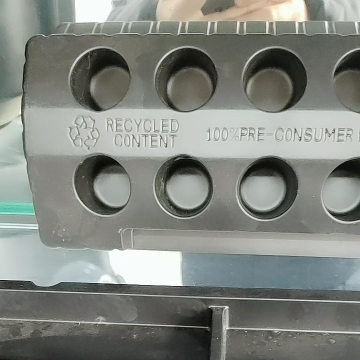 RECYCLED
CONTENT
100% PRE-CONSUMER